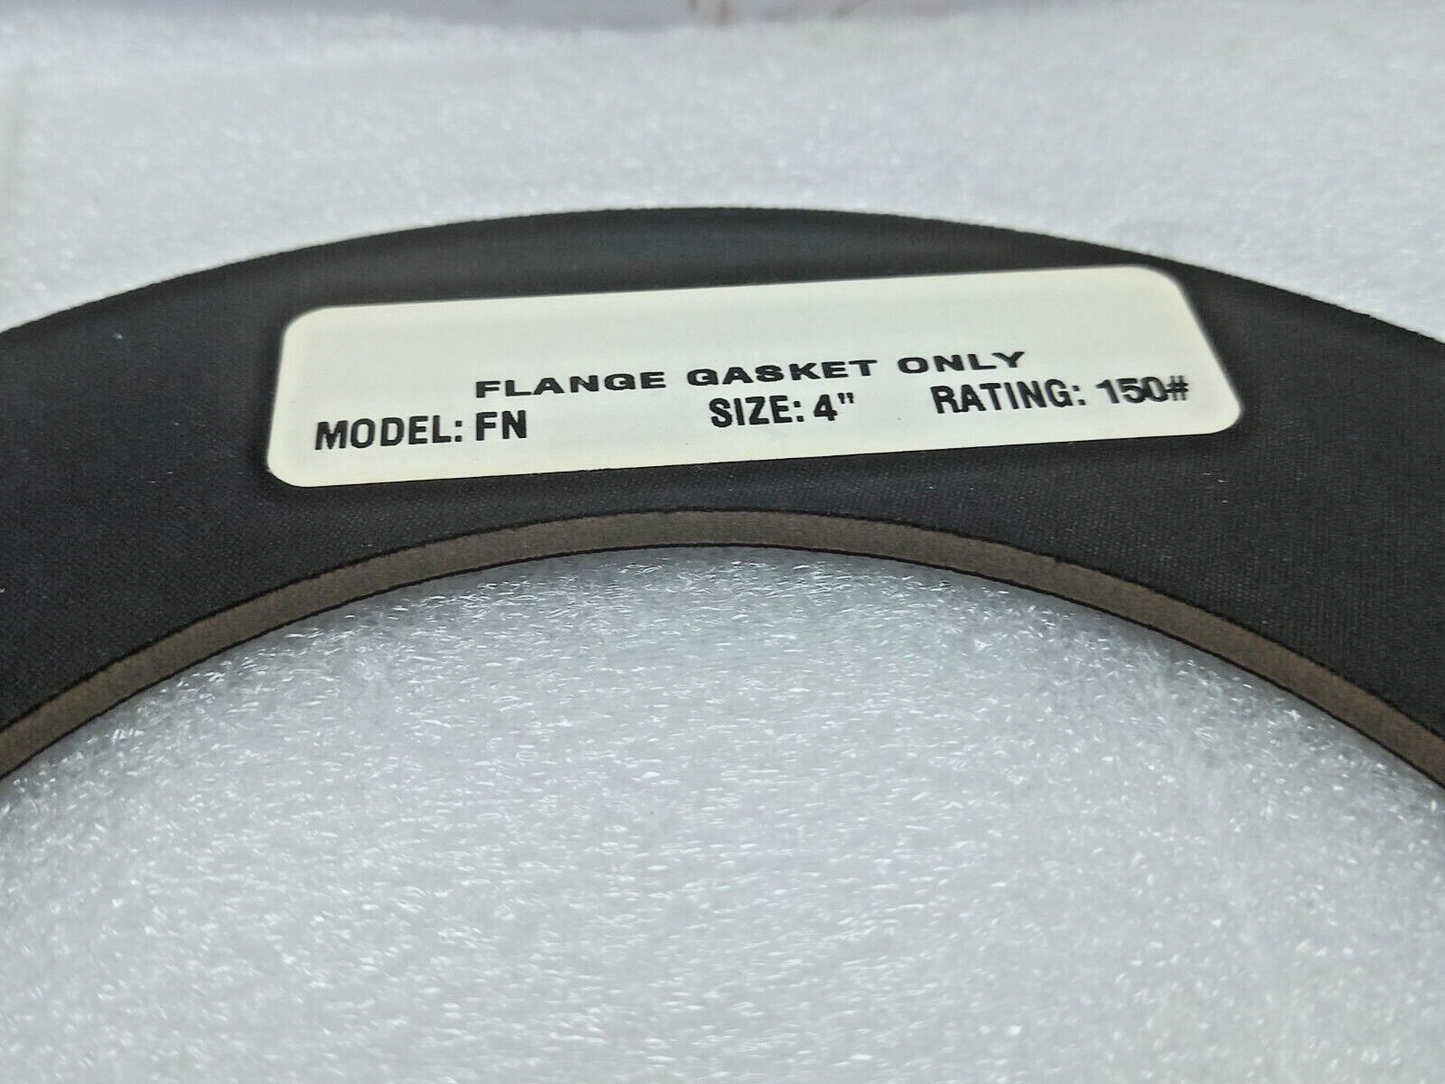 FLANGE GASKET ONLY
MODEL: FN SIZE: 4" RATING: 150#